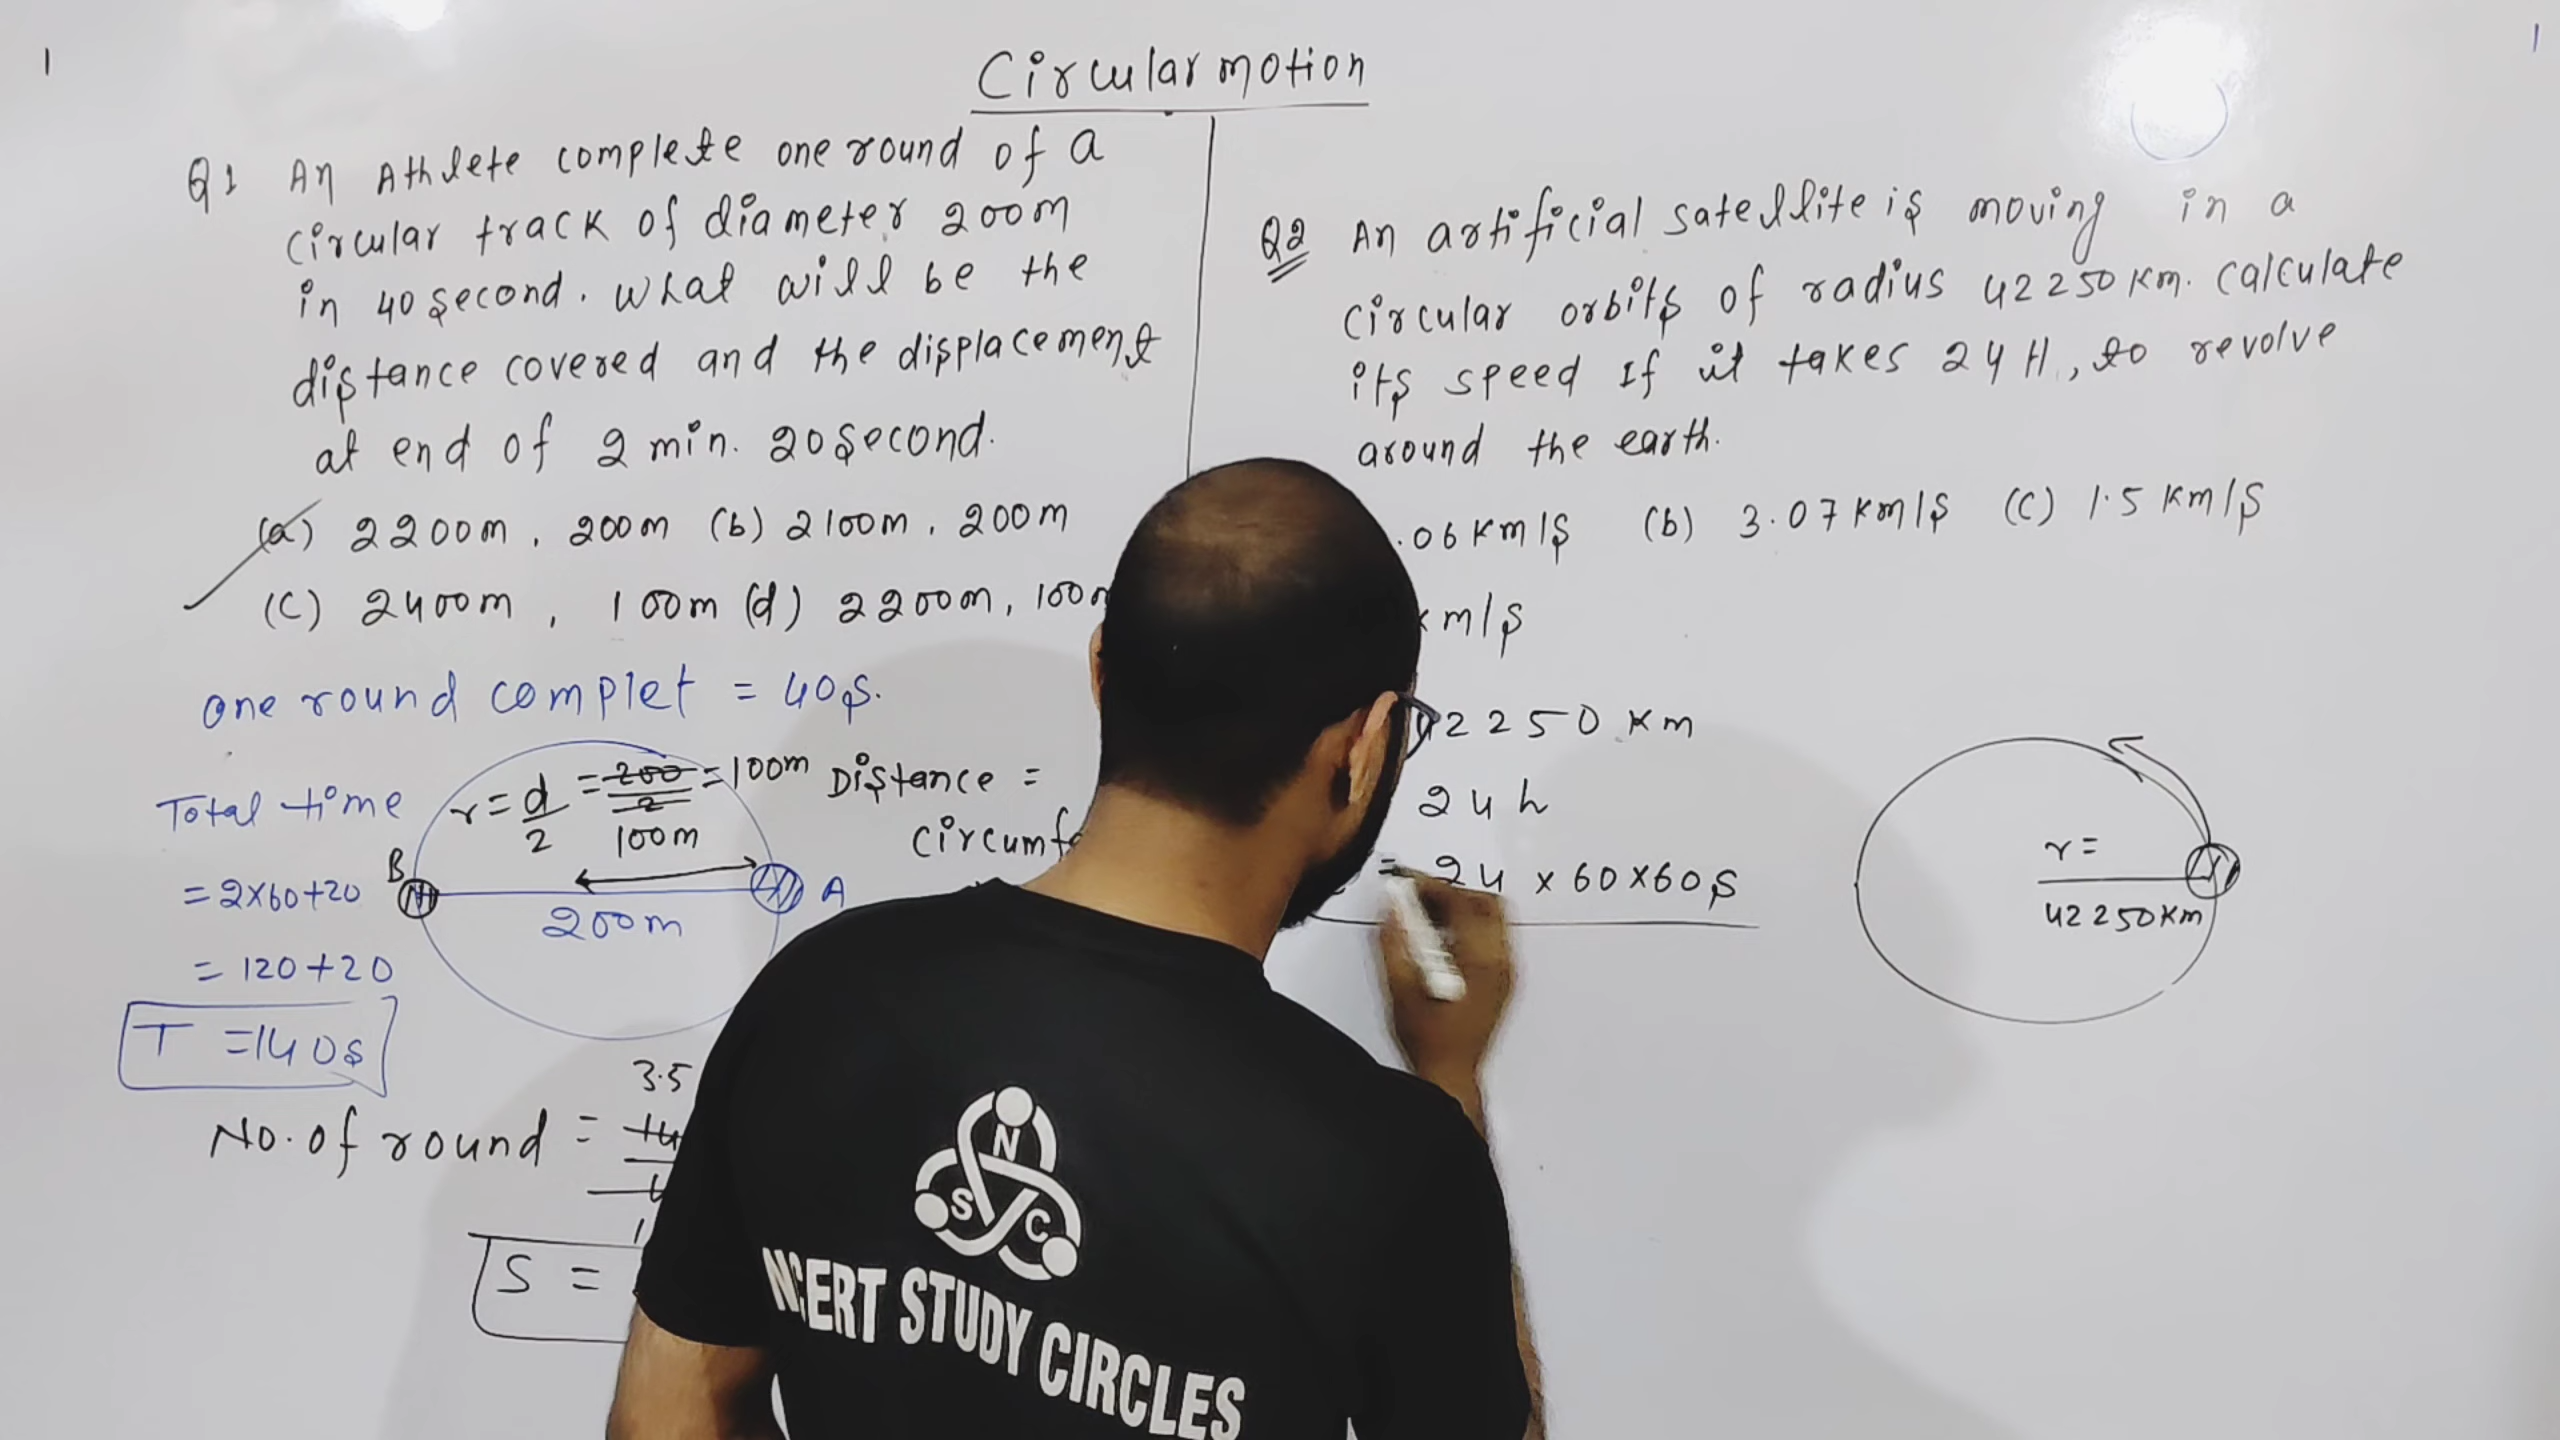 Circular motion
Q1 An Athlete complete one round of a
circular track of diameter 200m
in 40 second. What will be the
distance covered and the displacement
at end of 2 min. 20 second.
(a) 2200m, 200m (b) 2100m, 200m
(c) 2400m, 100m (d) 2200m, 100m
one round complet = 40s.
Total time
= 2×60+20
= 120+20
T = 140s
r = d/2 = 200/2 = 100m
100m
B
A
200m
Distance =
No. of round =
3.5
S =
Q2 An artificial satellite is moving in a
circular orbits of radius 42250 km. Calculate
its speed If it takes 24 H, to revolve
around the earth.
.06 km/s (b) 3.07 km/s (c) 1.5 km/s
km/s
42250 km
24 h
= 24 × 60×60s
r =
42250 km
N
S
C
NCERT STUDY CIRCLES